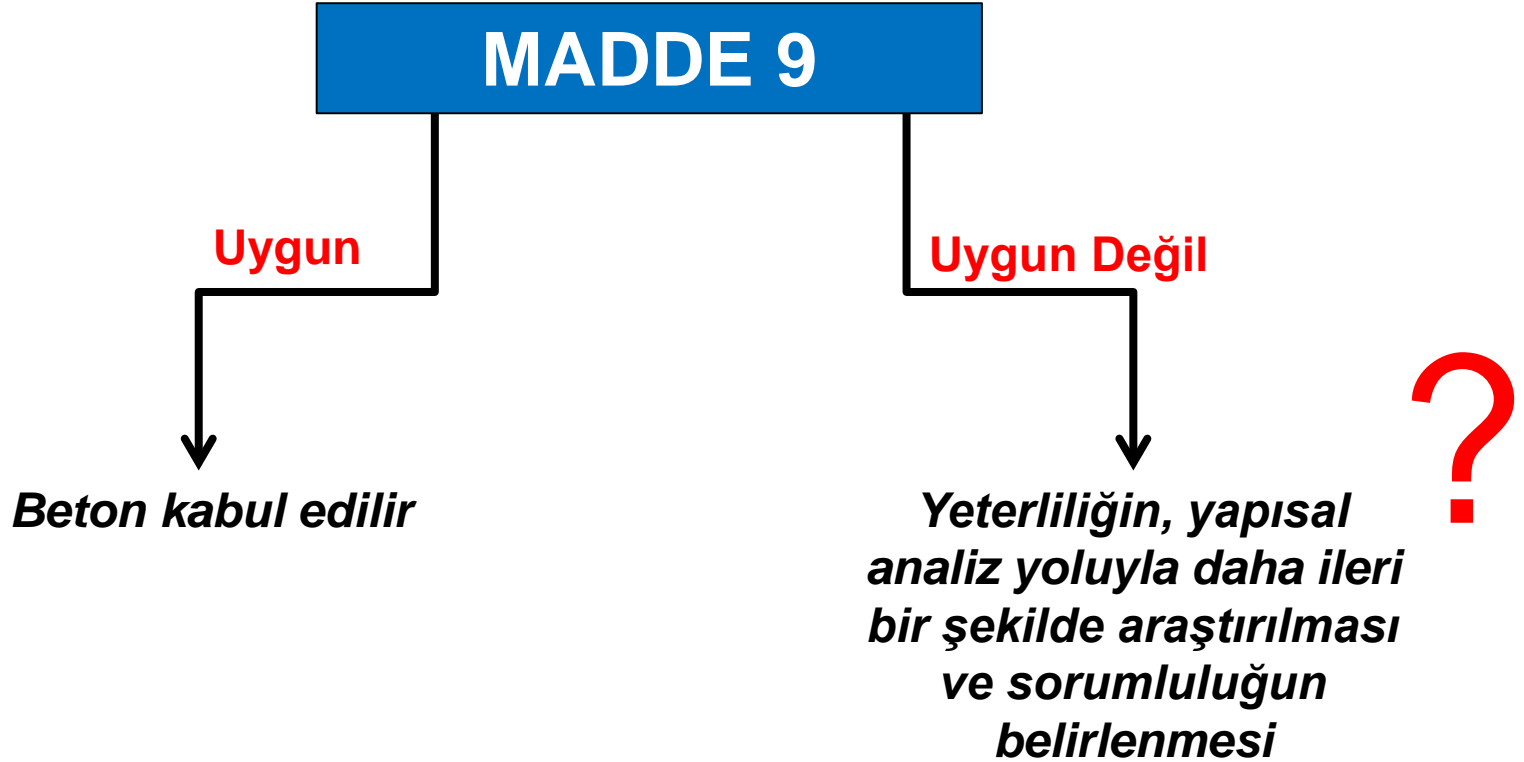 MADDE 9
Uygun
Uygun Değil
?
Beton kabul edilir
Yeterliliğin, yapısal
analiz yoluyla daha ileri
bir şekilde araştırılması
ve sorumluluğun
belirlenmesi